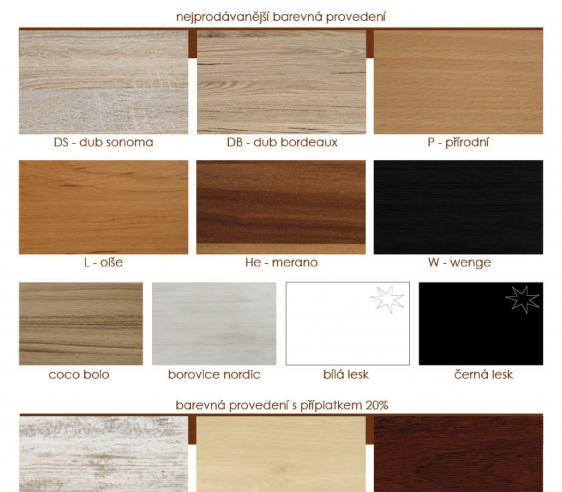 nejprodávanější barevná provedení
DS - dub sonoma DB - dub bordeaux P - přírodní
L - olše He - merano W - wenge
coco bolo borovice nordic bílá lesk černá lesk
barevná provedení s příplatkem 20%